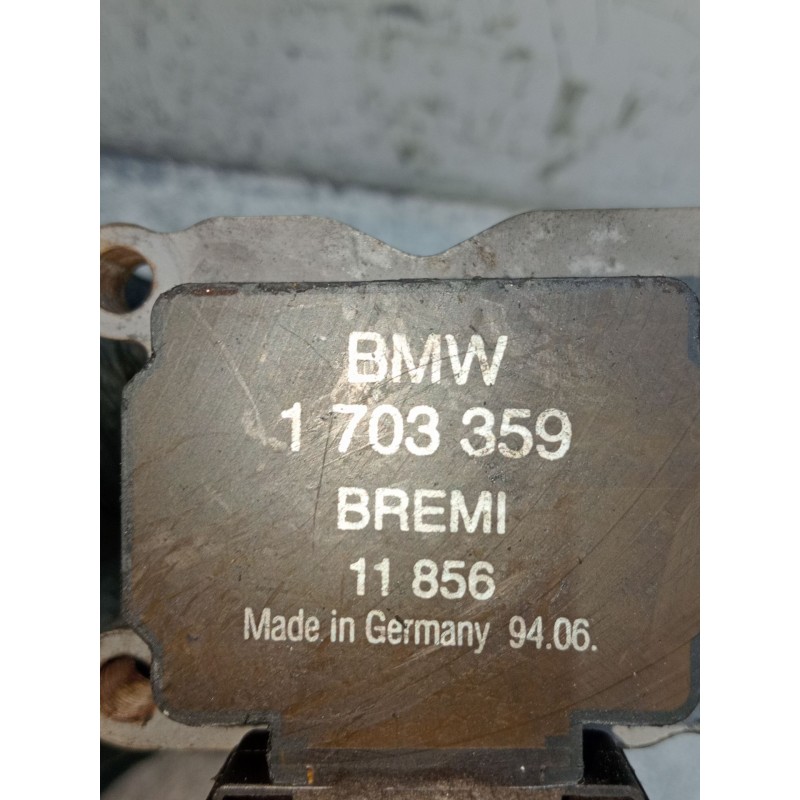 BMW
1 703 359
BREMI
11 856
Made in Germany 94.06.